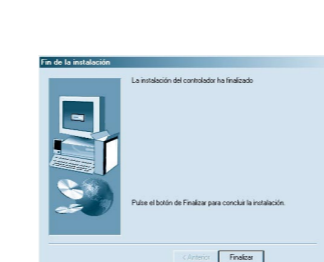 Fin de la instalación
La instalación del controlador ha finalizado
Pulse el botón de Finalizar para concluir la instalación.
< Anterior
Finalizar